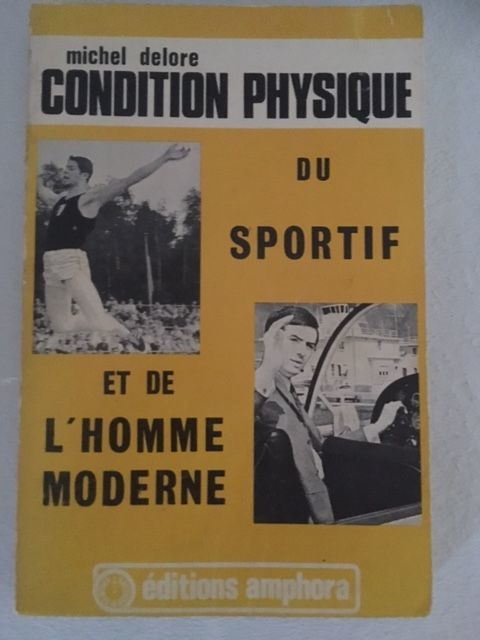 michel delore
CONDITION PHYSIQUE
DU
SPORTIF
ET DE
L'HOMME
MODERNE
éditions amphora